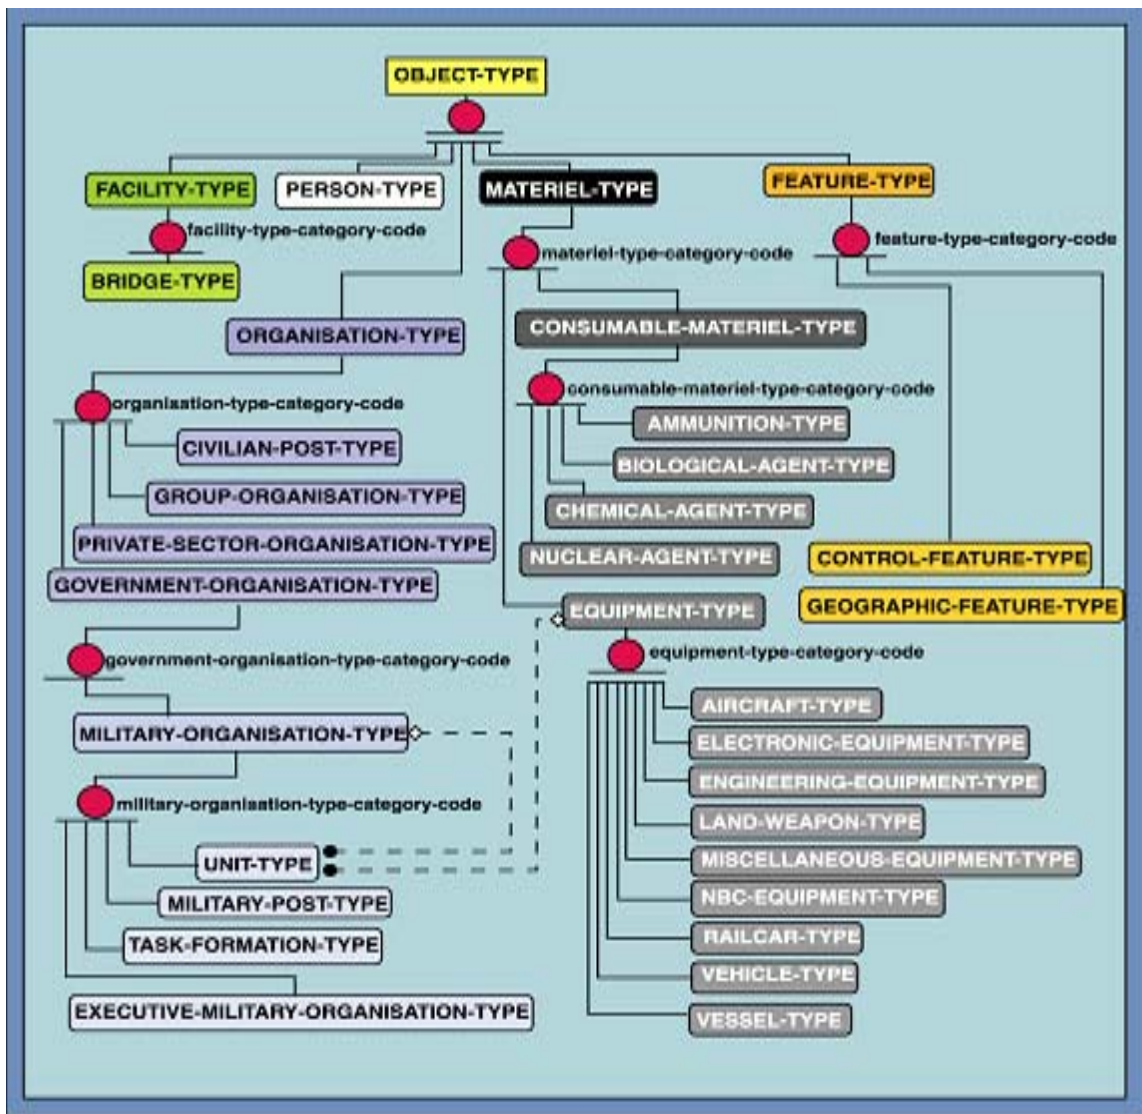 OBJECT-TYPE
FACILITY-TYPE
PERSON-TYPE
MATERIEL-TYPE
FEATURE-TYPE
facility-type-category-code
materiel-type-category-code
feature-type-category-code
BRIDGE-TYPE
ORGANISATION-TYPE
CONSUMABLE-MATERIEL-TYPE
organisation-type-category-code
consumable-materiel-type-category-code
CIVILIAN-POST-TYPE
AMMUNITION-TYPE
GROUP-ORGANISATION-TYPE
BIOLOGICAL-AGENT-TYPE
PRIVATE-SECTOR-ORGANISATION-TYPE
CHEMICAL-AGENT-TYPE
GOVERNMENT-ORGANISATION-TYPE
NUCLEAR-AGENT-TYPE
CONTROL-FEATURE-TYPE
EQUIPMENT-TYPE
GEOGRAPHIC-FEATURE-TYPE
government-organisation-type-category-code
equipment-type-category-code
MILITARY-ORGANISATION-TYPE
AIRCRAFT-TYPE
ELECTRONIC-EQUIPMENT-TYPE
ENGINEERING-EQUIPMENT-TYPE
military-organisation-type-category-code
LAND-WEAPON-TYPE
UNIT-TYPE
MISCELLANEOUS-EQUIPMENT-TYPE
MILITARY-POST-TYPE
NBC-EQUIPMENT-TYPE
TASK-FORMATION-TYPE
RAILCAR-TYPE
VEHICLE-TYPE
EXECUTIVE-MILITARY-ORGANISATION-TYPE
VESSEL-TYPE